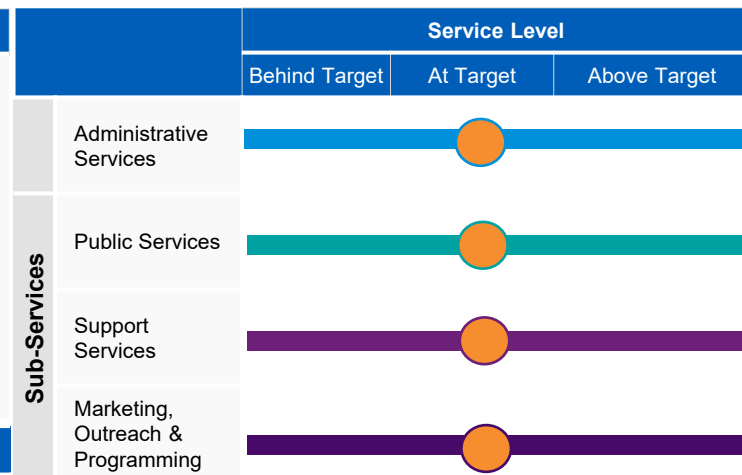 Service Level
Behind Target
At Target
Above Target
Sub-Services
Administrative
Services
Public Services
Support
Services
Marketing,
Outreach &
Programming